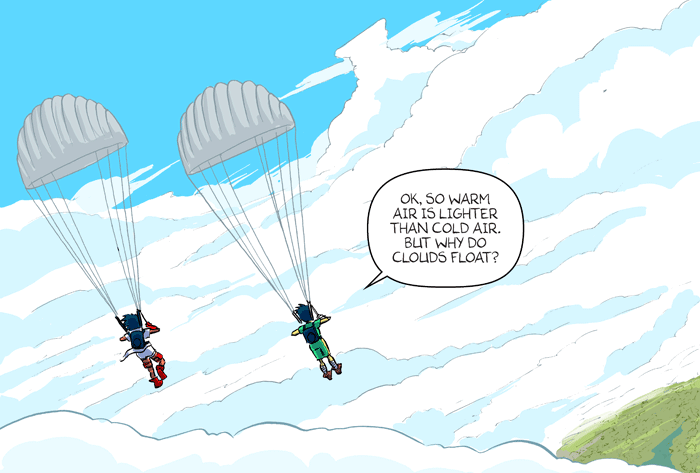 OK, SO WARM
AIR IS LIGHTER
THAN COLD AIR.
BUT WHY DO
CLOUDS FLOAT?